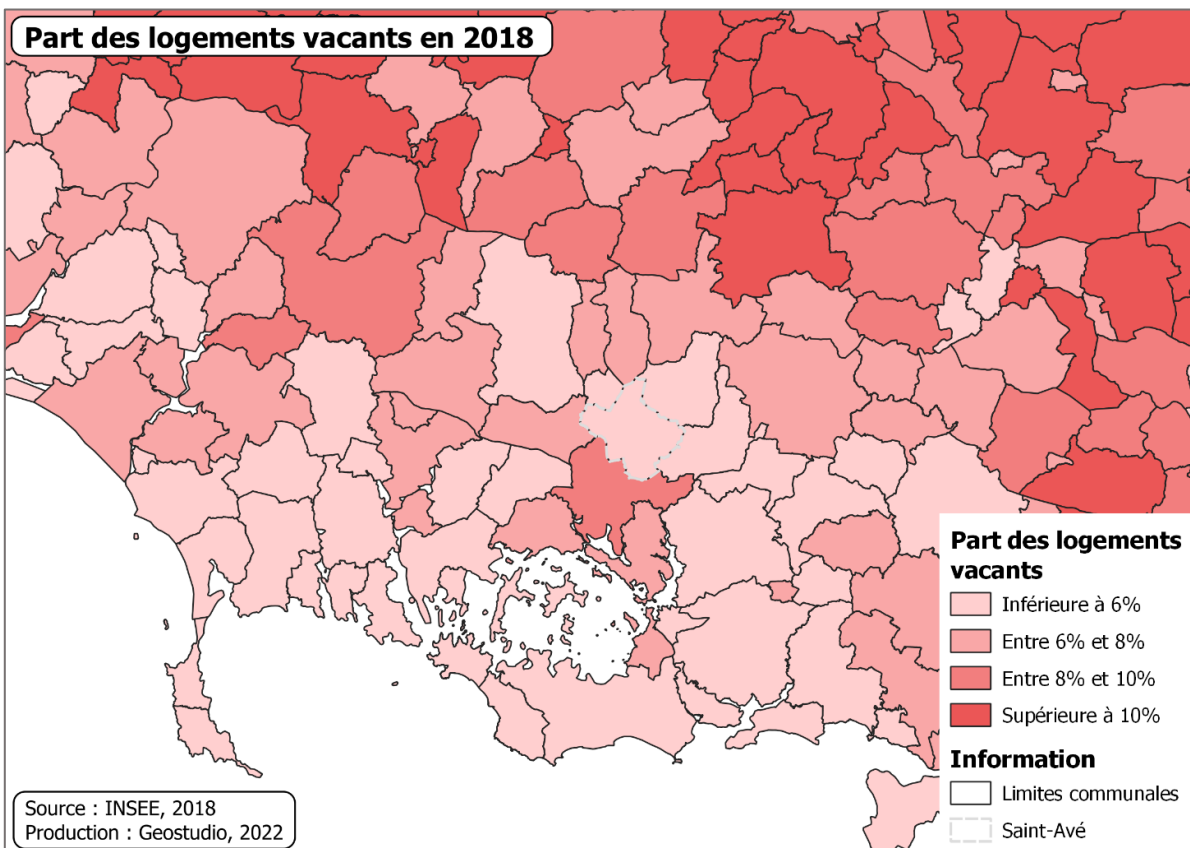 Part des logements vacants en 2018
Part des logements
vacants
Inférieure à 6%
Entre 6% et 8%
Entre 8% et 10%
Supérieure à 10%
Information
Limites communales
Saint-Avé
Source : INSEE, 2018
Production : Geostudio, 2022